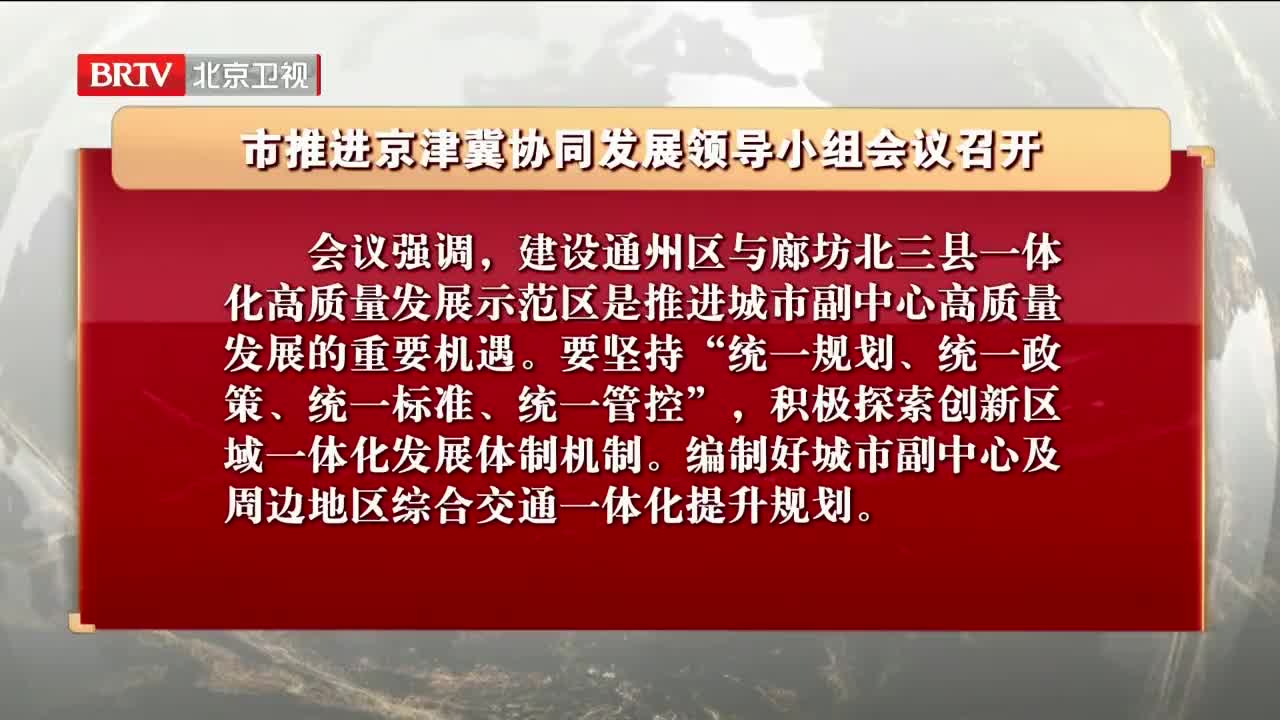 BRTV 北京卫视
市推进京津冀协同发展领导小组会议召开
会议强调，建设通州区与廊坊北三县一体
化高质量发展示范区是推进城市副中心高质量
发展的重要机遇。要坚持“统一规划、统一政
策、统一标准、统一管控”，积极探索创新区
域一体化发展体制机制。编制好城市副中心及
周边地区综合交通一体化提升规划。